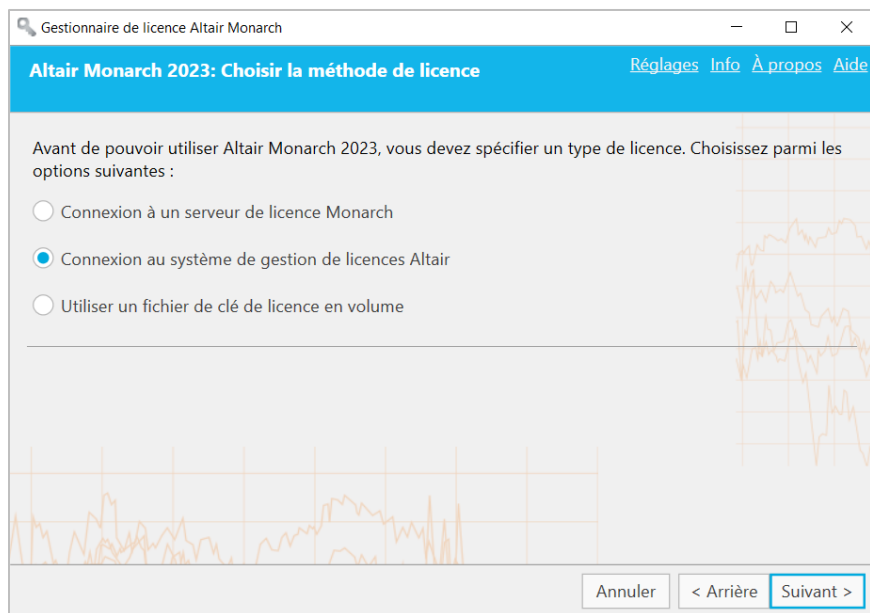 Gestionnaire de licence Altair Monarch
Altair Monarch 2023: Choisir la méthode de licence
Réglages Info À propos Aide
Avant de pouvoir utiliser Altair Monarch 2023, vous devez spécifier un type de licence. Choisissez parmi les
options suivantes :
Connexion à un serveur de licence Monarch
Connexion au système de gestion de licences Altair
Utiliser un fichier de clé de licence en volume
Annuler < Arrière Suivant >